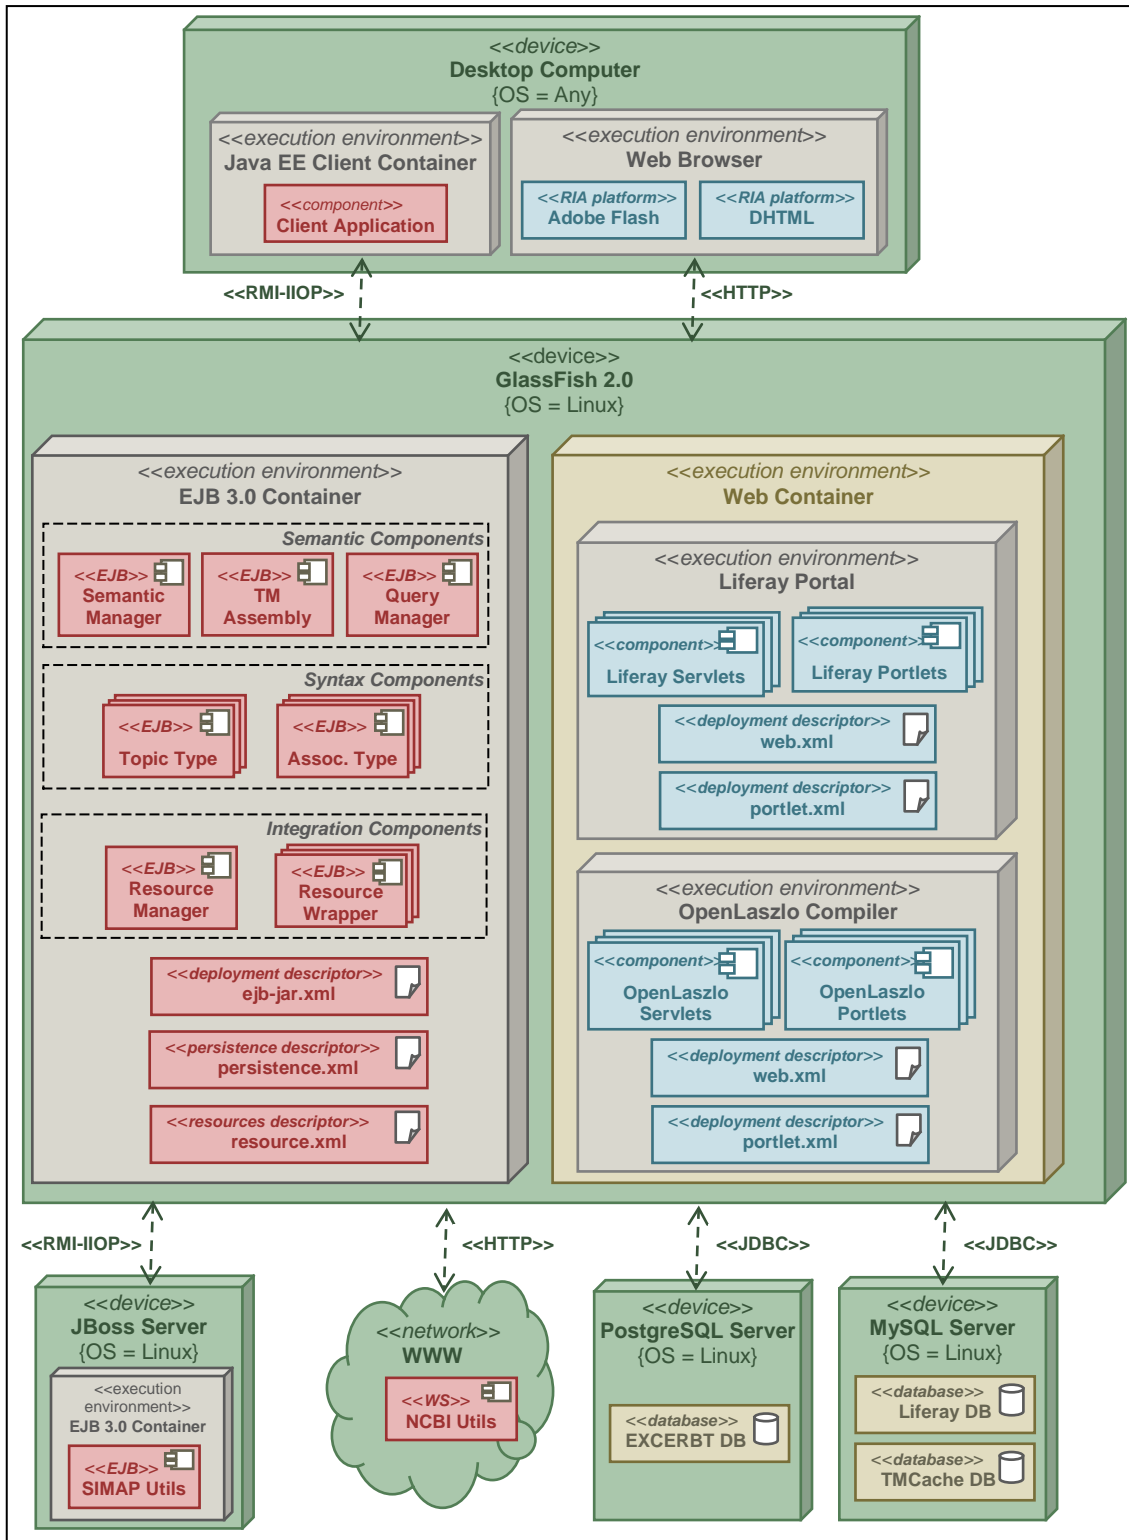 <<device>>
Desktop Computer
{OS = Any}
<<execution environment>>
Java EE Client Container
<<component>>
Client Application
<<execution environment>>
Web Browser
<<RIA platform>>
Adobe Flash
<<RIA platform>>
DHTML
<<RMI-IIOP>>
<<HTTP>>
<<device>>
GlassFish 2.0
{OS = Linux}
<<execution environment>>
EJB 3.0 Container
Semantic Components
<<EJB>>
Semantic
Manager
<<EJB>>
TM
Assembly
<<EJB>>
Query
Manager
Syntax Components
<<EJB>>
Topic Type
<<EJB>>
Assoc. Type
Integration Components
<<EJB>>
Resource
Manager
<<EJB>>
Resource
Wrapper
<<deployment descriptor>>
ejb-jar.xml
<<persistence descriptor>>
persistence.xml
<<resources descriptor>>
resource.xml
<<execution environment>>
Web Container
<<execution environment>>
Liferay Portal
<<component>>
Liferay Servlets
<<component>>
Liferay Portlets
<<deployment descriptor>>
web.xml
<<deployment descriptor>>
portlet.xml
<<execution environment>>
OpenLaszlo Compiler
<<component>>
OpenLaszlo
Servlets
<<component>>
OpenLaszlo
Portlets
<<deployment descriptor>>
web.xml
<<deployment descriptor>>
portlet.xml
<<RMI-IIOP>>
<<HTTP>>
<<JDBC>>
<<JDBC>>
<<device>>
JBoss Server
{OS = Linux}
<<execution
environment>>
EJB 3.0 Container
<<EJB>>
SIMAP Utils
<<network>>
WWW
<<WS>>
NCBI Utils
<<device>>
PostgreSQL Server
{OS = Linux}
<<database>>
EXCERBT DB
<<device>>
MySQL Server
{OS = Linux}
<<database>>
Liferay DB
<<database>>
TMCache DB